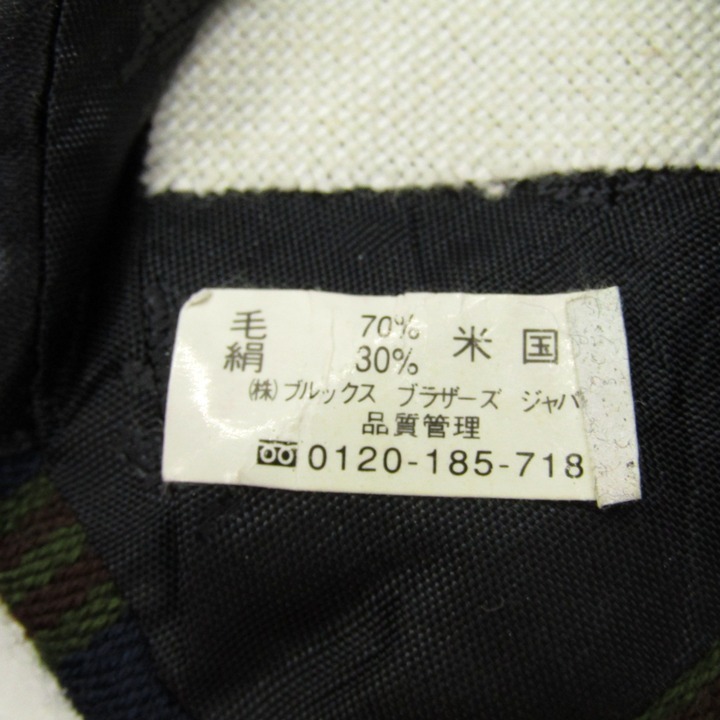 毛 70% 米国
絹 30%
(株)ブルックス ブラザーズ ジャパ
品質管理
0120-185-718